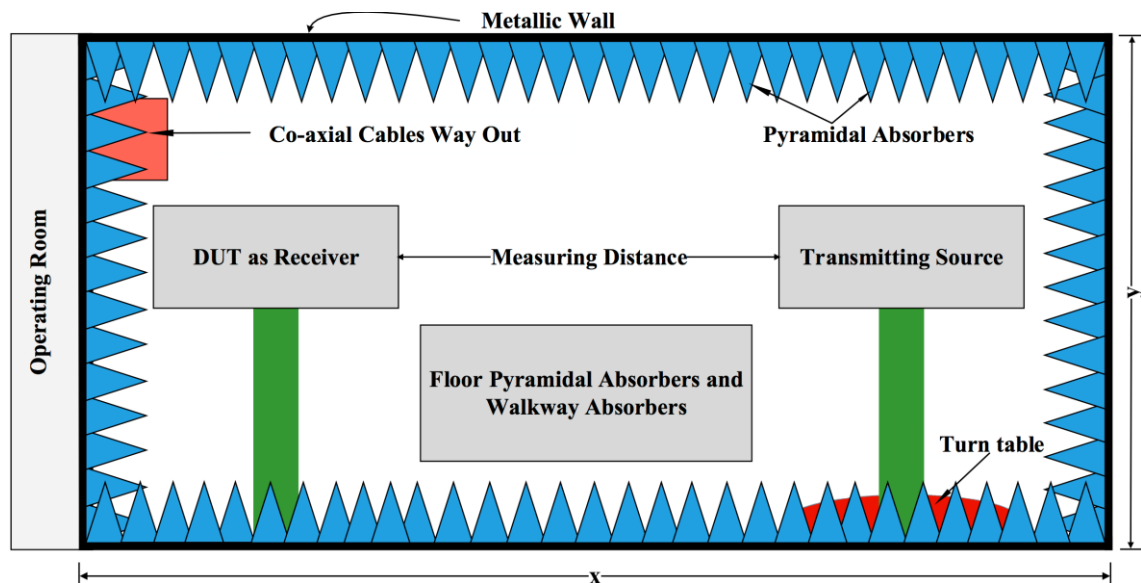 Metallic Wall
Co-axial Cables Way Out
Pyramidal Absorbers
Operating Room
DUT as Receiver
Measuring Distance
Transmitting Source
Floor Pyramidal Absorbers and
Walkway Absorbers
Turn table
y
x